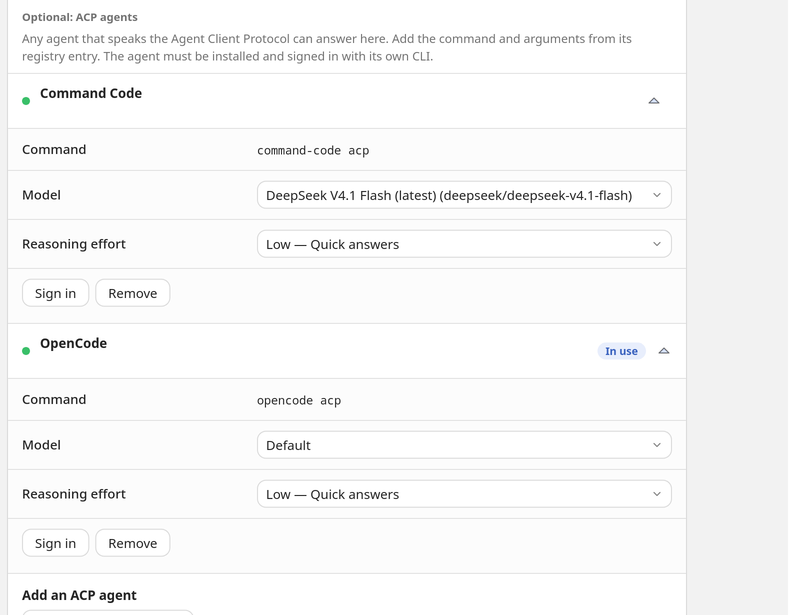 Optional: ACP agents
Any agent that speaks the Agent Client Protocol can answer here. Add the command and arguments from its
registry entry. The agent must be installed and signed in with its own CLI.
Command Code
Command
command-code acp
Model
DeepSeek V4.1 Flash (latest) (deepseek/deepseek-v4.1-flash)
Reasoning effort
Low — Quick answers
Sign in
Remove
OpenCode
In use
Command
opencode acp
Model
Default
Reasoning effort
Low — Quick answers
Sign in
Remove
Add an ACP agent